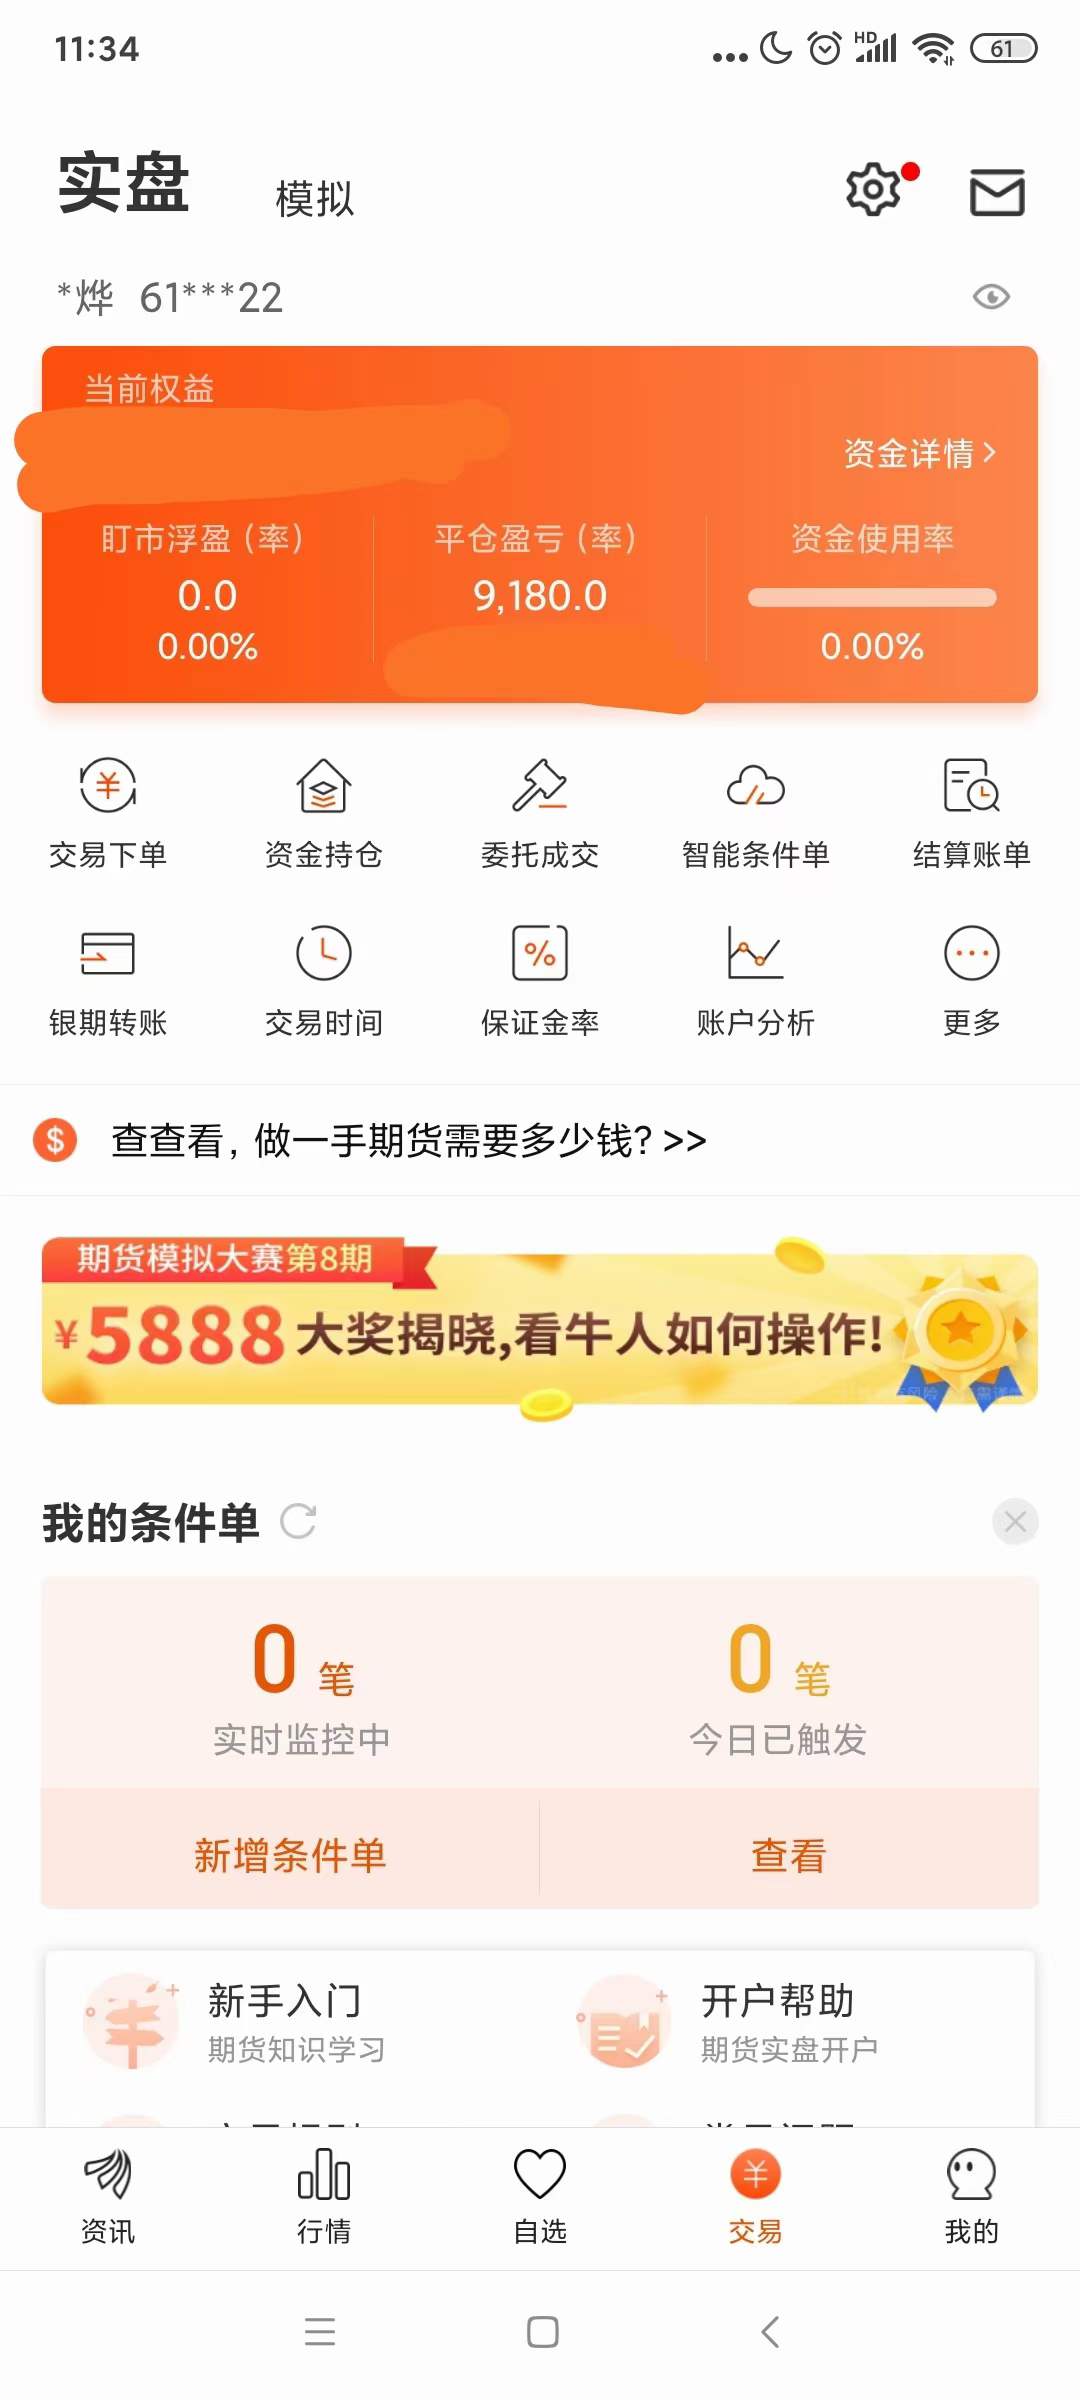 11:34
HD
61
实盘 模拟
*烨 61***22
当前权益
资金详情
盯市浮盈(率) 平仓盈亏(率) 资金使用率
0.0 9,180.0
0.00% 0.00%
交易下单 资金持仓 委托成交 智能条件单 结算账单
银期转账 交易时间 保证金率 账户分析 更多
查查看,做一手期货需要多少钱? >>
期货模拟大赛第8期
¥5888大奖揭晓,看牛人如何操作!
我的条件单
0 笔 0 笔
实时监控中 今日已触发
新增条件单 查看
新手入门 开户帮助
期货知识学习 期货实盘开户
资讯 行情 自选 交易 我的